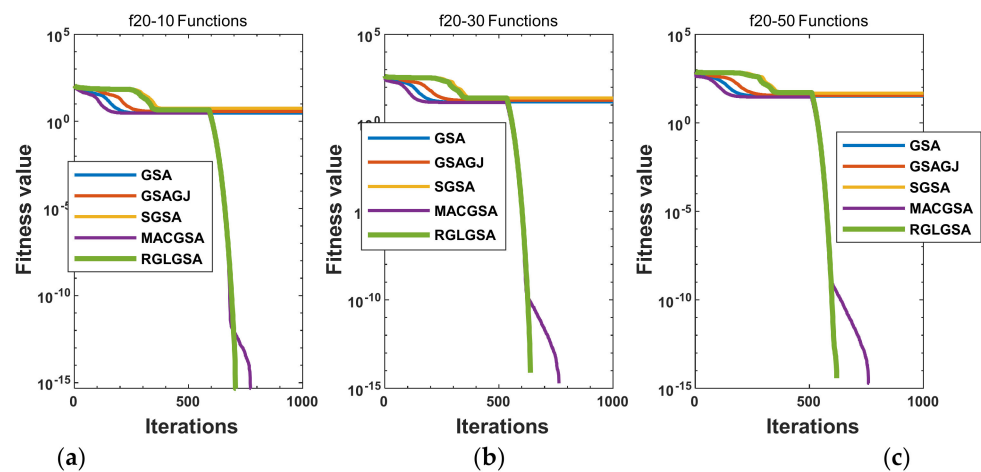 f20-10 Functions
10^5
10^0
10^-5
10^-10
10^-15
Fitness value
GSA
GSAGJ
SGSA
MACGSA
RGLGSA
0
500
1000
Iterations
(a)
f20-30 Functions
10^5
10^0
10^-10
10^-15
Fitness value
GSA
GSAGJ
SGSA
MACGSA
RGLGSA
0
500
1000
Iterations
(b)
f20-50 Functions
10^5
10^0
10^-5
10^-10
10^-15
Fitness value
GSA
GSAGJ
SGSA
MACGSA
RGLGSA
0
500
1000
Iterations
(c)